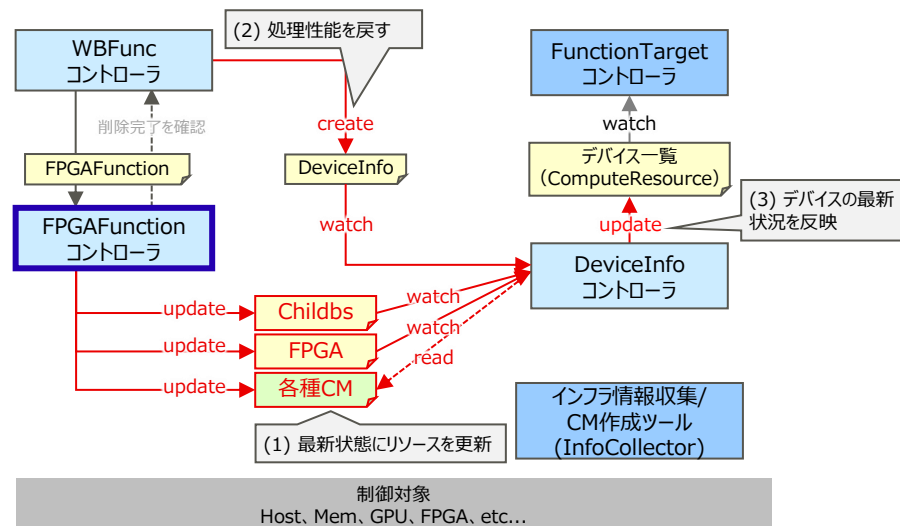 (2) 処理性能を戻す
WBFunc
コントローラ
FunctionTarget
コントローラ
削除完了を確認
create
watch
FPGAFunction
DeviceInfo
デバイス一覧
(ComputeResource)
FPGAFunction
コントローラ
watch
update
(3) デバイスの最新
状況を反映
DeviceInfo
コントローラ
update
Childbs
watch
update
FPGA
watch
update
各種CM
read
(1) 最新状態にリソースを更新
インフラ情報収集/
CM作成ツール
(InfoCollector)
制御対象
Host、Mem、GPU、FPGA、etc...